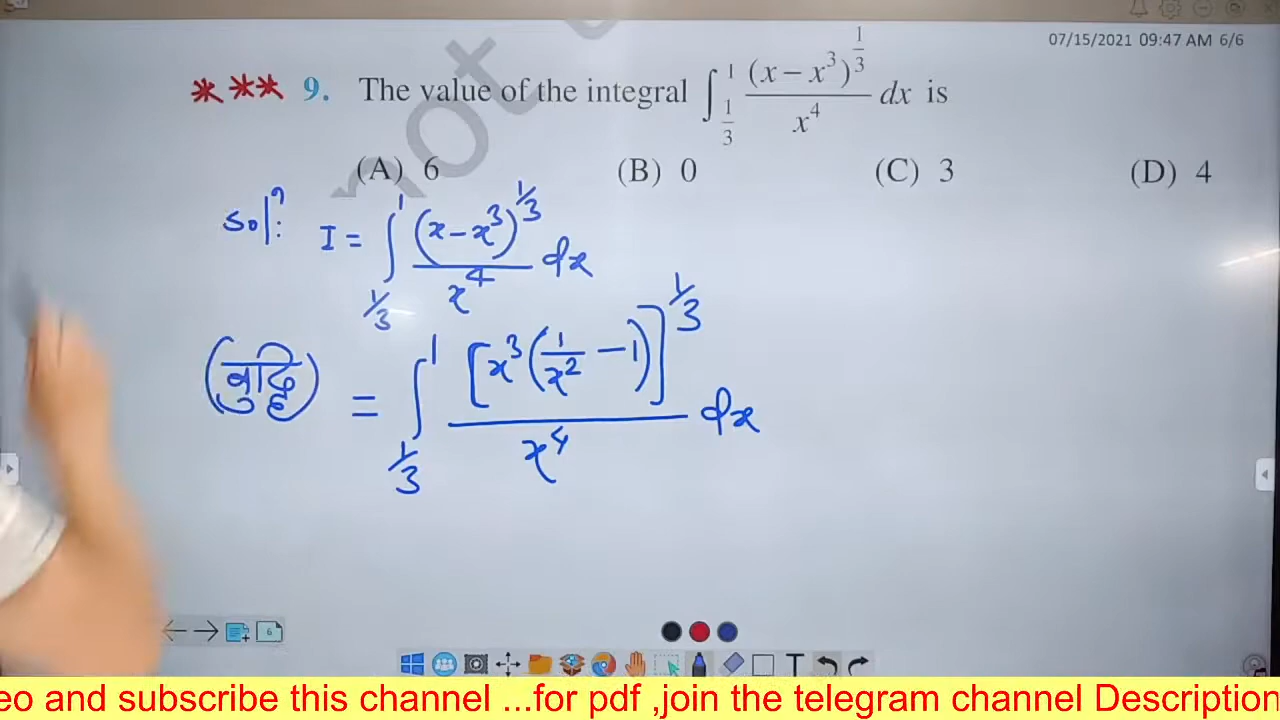 07/15/2021 09:47 AM 6/6
not
*** 9. The value of the integral ∫_{1/3}^{1} (x – x³)^{1/3} / x⁴ dx is
(A) 6 (B) 0 (C) 3 (D) 4
Solⁿ: I = ∫_{1/3}^{1} (x – x³)^{1/3} / x⁴ dx
(बुद्धि) = ∫_{1/3}^{1} [x³(1/x² – 1)]^{1/3} / x⁴ dx
6
T
eo and subscribe this channel ...for pdf ,join the telegram channel Description